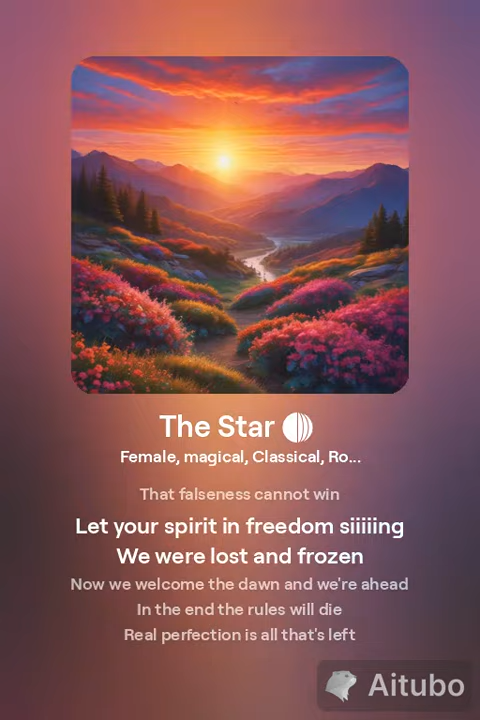 The Star
Female, magical, Classical, Ro...
That falseness cannot win
Let your spirit in freedom siiiiing
We were lost and frozen
Now we welcome the dawn and we're ahead
In the end the rules will die
Real perfection is all that's left
Aitubo